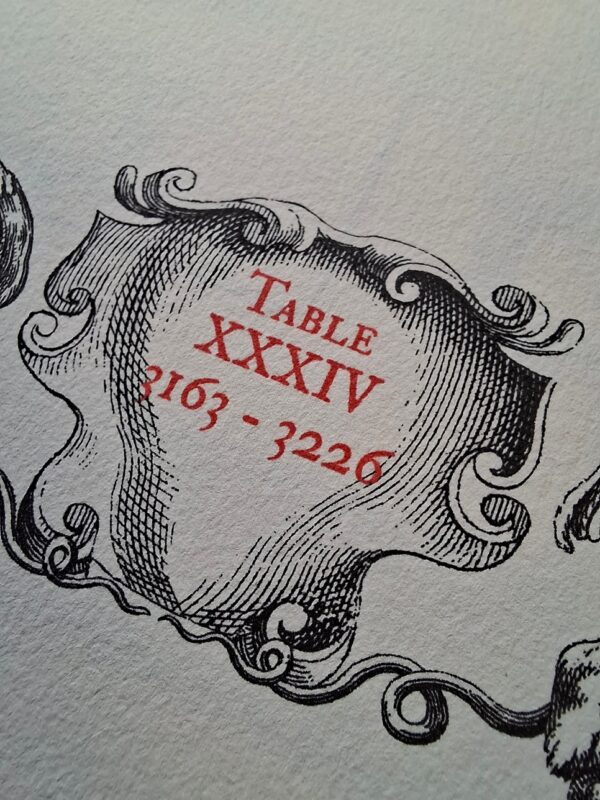 Table
XXXIV
3163 - 3226